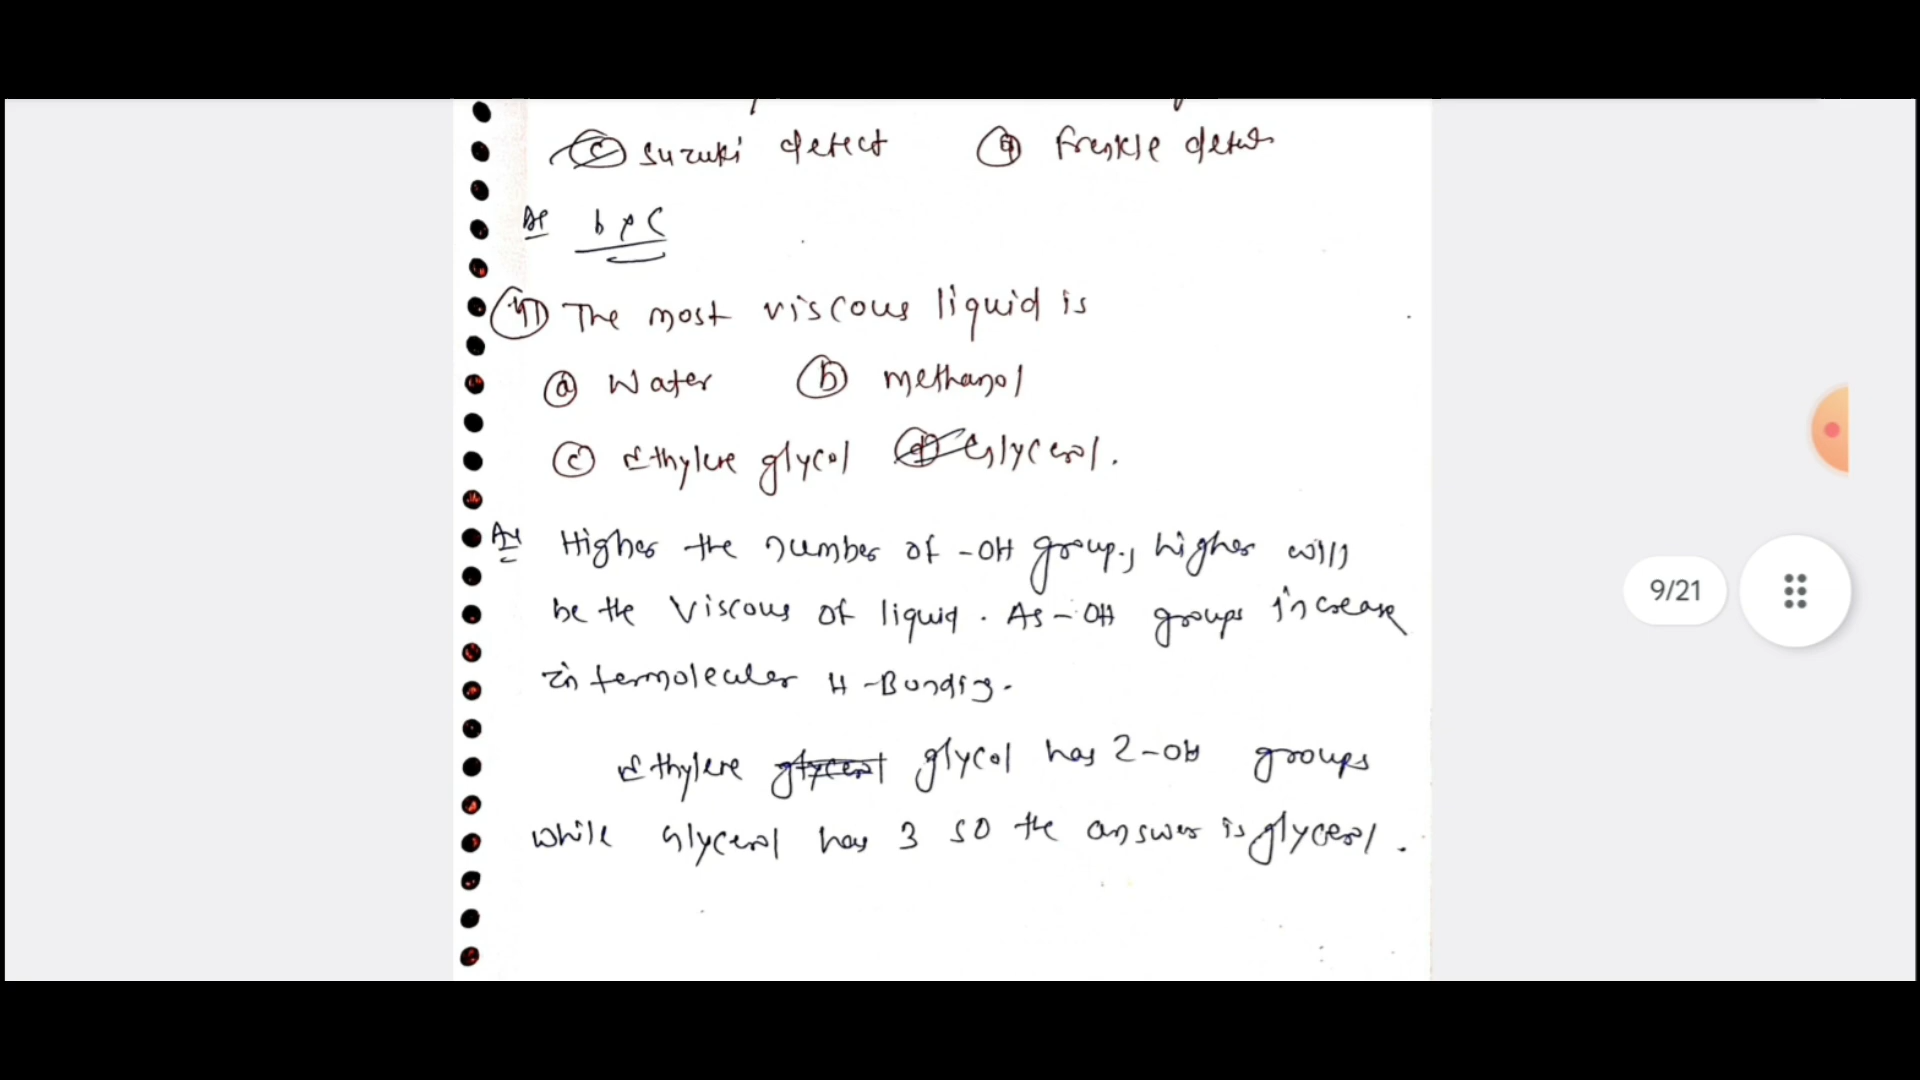 (c) suzuki defect (d) frenkle defect
b & c
41) The most viscous liquid is
(a) Water (b) methanol
(c) Ethylene glycol (d) Glycerol.
Higher the number of -OH group, higher will
be the Viscous of liquid. As -OH groups increase
intermolecular H-Bonding.
Ethylene glycol has 2-OH groups
9/21
while Glycerol has 3 so the answer is glycerol.